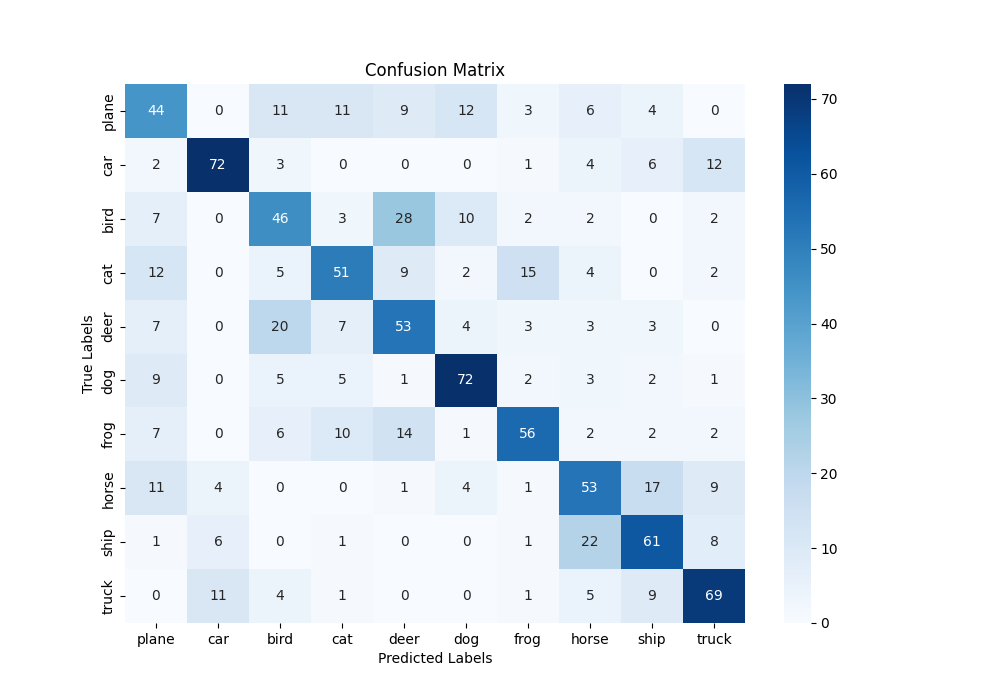 Confusion Matrix
plane 44 0 11 11 9 12 3 6 4 0
car 2 72 3 0 0 0 1 4 6 12
bird 7 0 46 3 28 10 2 2 0 2
cat 12 0 5 51 9 2 15 4 0 2
deer 7 0 20 7 53 4 3 3 3 0
dog 9 0 5 5 1 72 2 3 2 1
frog 7 0 6 10 14 1 56 2 2 2
horse 11 4 0 0 1 4 1 53 17 9
ship 1 6 0 1 0 0 1 22 61 8
truck 0 11 4 1 0 0 1 5 9 69
plane car bird cat deer dog frog horse ship truck
Predicted Labels
True Labels
70
60
50
40
30
20
10
0